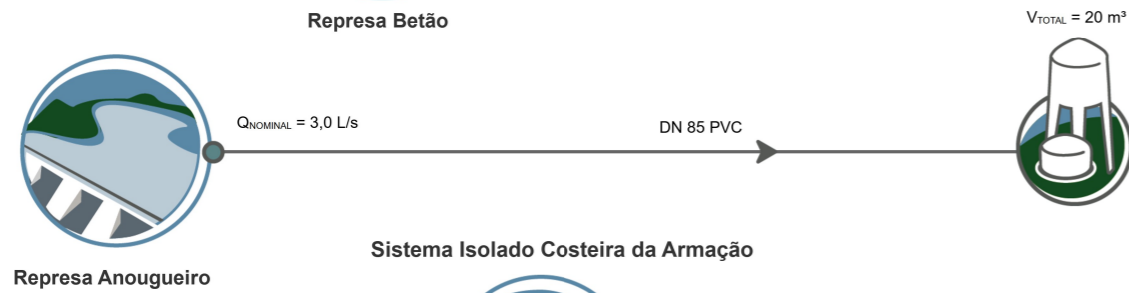 Represa Betão
V_TOTAL = 20 m³
Q_NOMINAL = 3,0 L/s
DN 85 PVC
Sistema Isolado Costeira da Armação
Represa Anougueiro